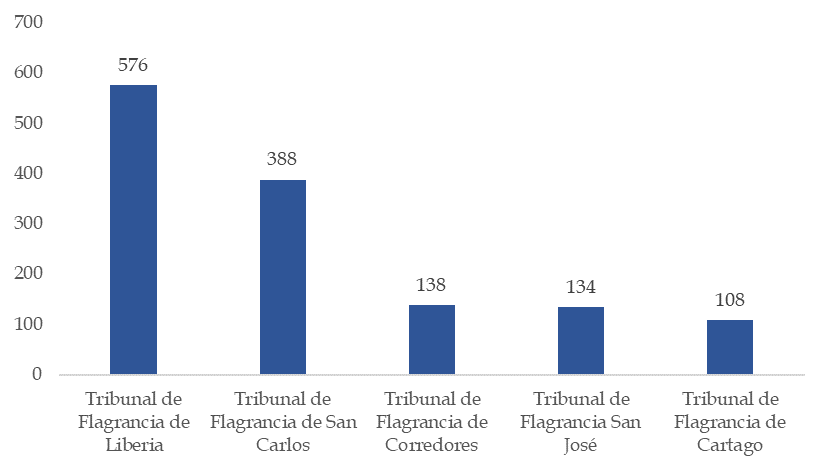 700
600
500
400
300
200
100
0
576
388
138
134
108
Tribunal de
Flagrancia de
Liberia
Tribunal de
Flagrancia de San
Carlos
Tribunal de
Flagrancia de
Corredores
Tribunal de
Flagrancia San
José
Tribunal de
Flagrancia de
Cartago